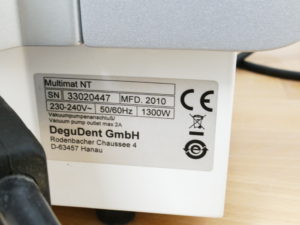 Multimat NT
SN 33020447 MFD. 2010
230-240V~ 50/60Hz 1300W
Vakuumpumpenanschluß/
Vacuum pump outlet max.2A
DeguDent GmbH
Rodenbacher Chaussee 4
D-63457 Hanau
CE